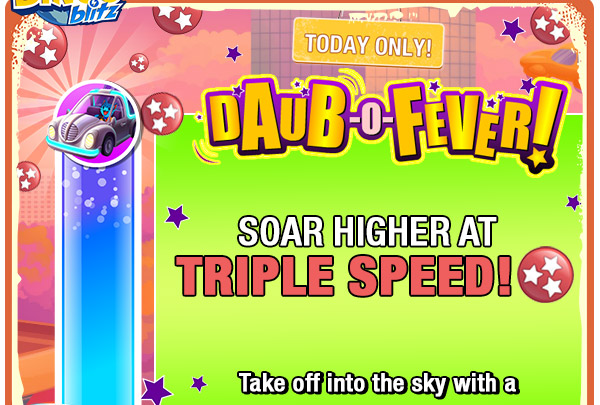 blitz
TODAY ONLY!
DAUB-O-FEVER!
SOAR HIGHER AT
TRIPLE SPEED!
Take off into the sky with a